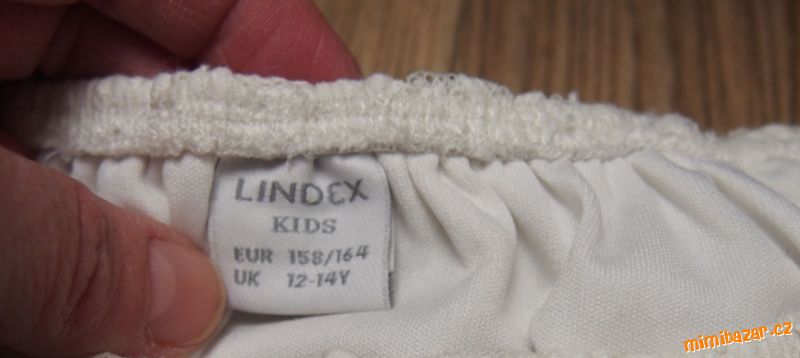 LINDEX
KIDS
EUR 158/164
UK 12-14Y
mimibazar.cz